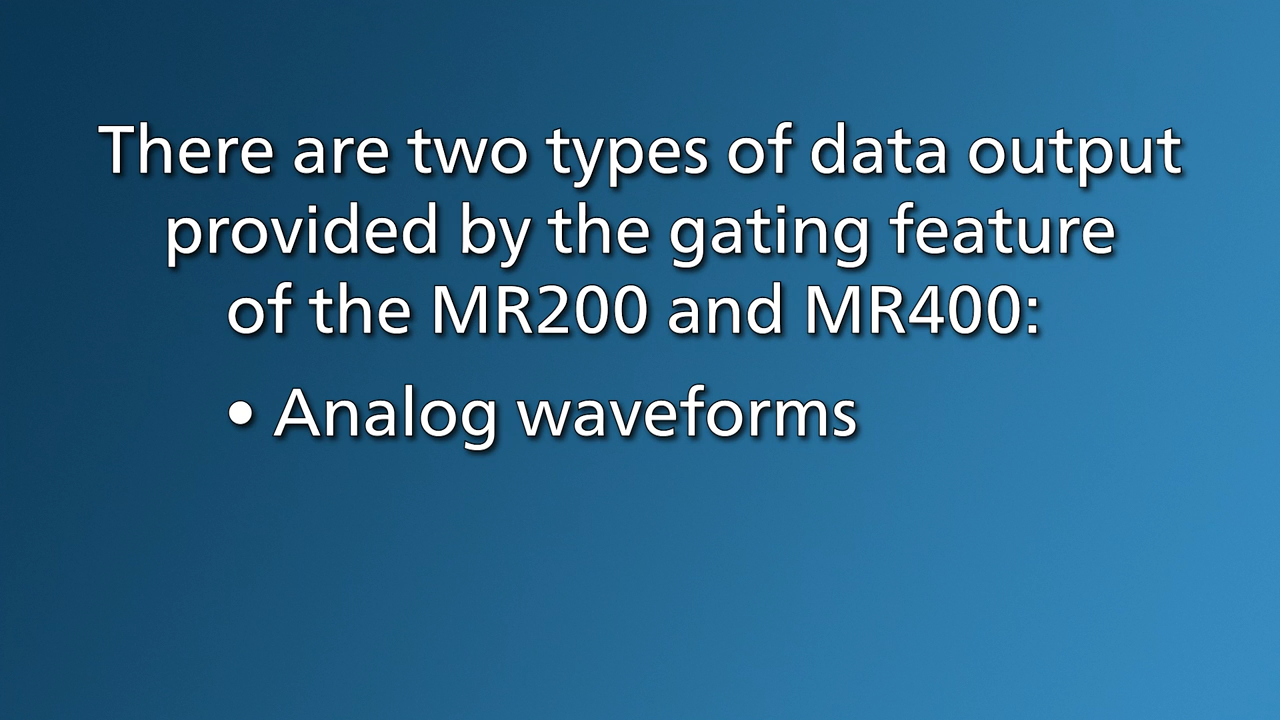 There are two types of data output
provided by the gating feature
of the MR200 and MR400:
• Analog waveforms